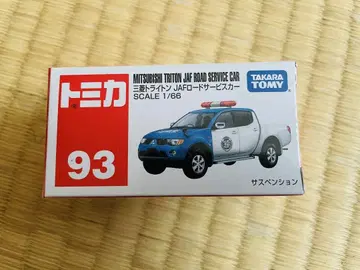 トミカ
93
MITSUBISHI TRITON JAF ROAD SERVICE CAR
三菱トライトン JAFロードサービスカー
SCALE 1/66
TAKARA
TOMY
サスペンション